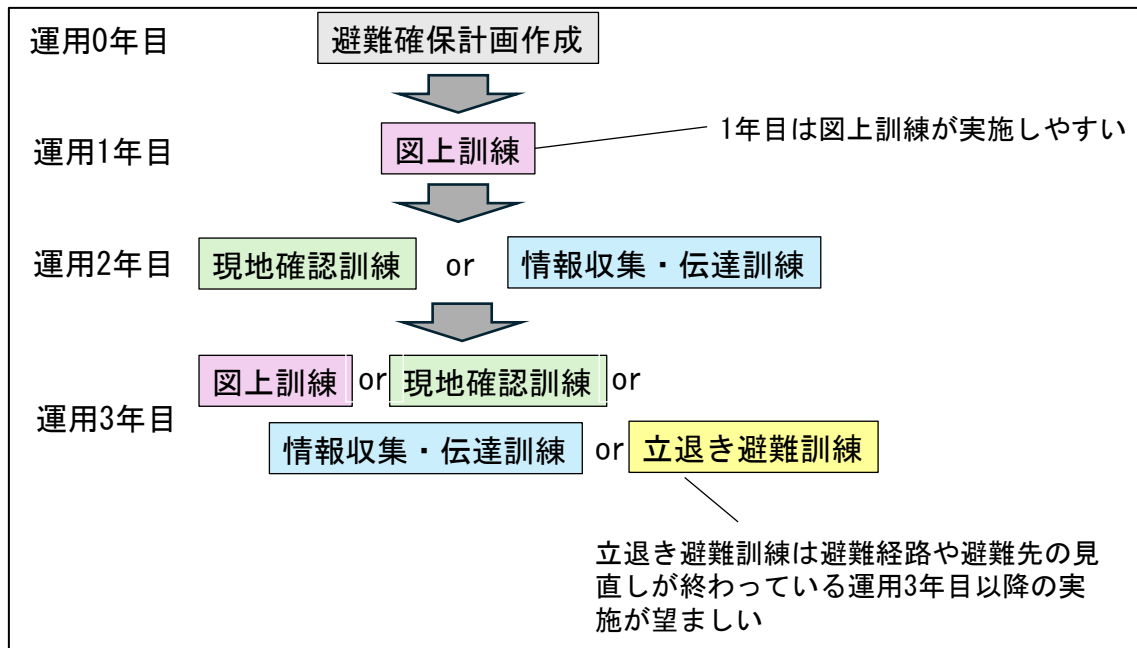 運用0年目 避難確保計画作成
運用1年目 図上訓練 1年目は図上訓練が実施しやすい
運用2年目 現地確認訓練 or 情報収集・伝達訓練
運用3年目
図上訓練 or 現地確認訓練 or
情報収集・伝達訓練 or 立退き避難訓練
立退き避難訓練は避難経路や避難先の見
直しが終わっている運用3年目以降の実
施が望ましい